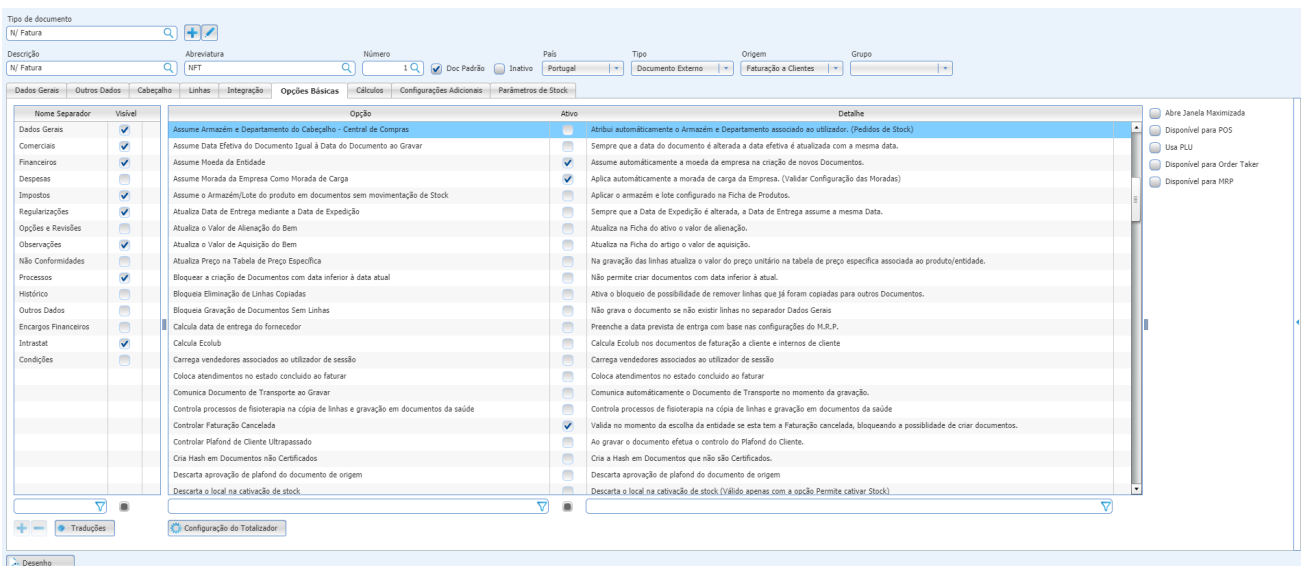 Tipo de documento
N/ Fatura
Descrição Abreviatura Número País Tipo Origem Grupo
N/ Fatura NFT 1 Doc Padrão Inativo Portugal Documento Externo Faturação a Clientes
Dados Gerais Outros Dados Cabeçalho Linhas Integração Opções Básicas Cálculos Configurações Adicionais Parâmetros de Stock
Nome Separador Visível Opção Ativo Detalhe Abre Janela Maximizada
Dados Gerais Assume Armazém e Departamento do Cabeçalho - Central de Compras Atribui automáticamente o Armazém e Departamento associado ao utilizador. (Pedidos de Stock) Disponível para POS
Comerciais Assume Data Efetiva do Documento Igual à Data do Documento ao Gravar Sempre que a data do documento é alterada a data efetiva é atualizada com a mesma data. Usa PLU
Financeiros Assume Moeda da Entidade Assume automáticamente a moeda da empresa na criação de novos Documentos. Disponível para Order Taker
Despesas Assume Morada da Empresa Como Morada de Carga Aplica automáticamente a morada de carga da Empresa. (Validar Configuração das Moradas) Disponível para MRP
Impostos Assume o Armazém/Lote do produto em documentos sem movimentação de Stock Aplicar o armazém e lote configurado na Ficha de Produtos.
Regularizações Atualiza Data de Entrega mediante a Data de Expedição Sempre que a Data de Expedição é alterada, a Data de Entrega assume a mesma Data.
Opções e Revisões Atualiza o Valor de Alienação do Bem Atualiza na Ficha do ativo o valor de alienação.
Observações Atualiza o Valor de Aquisição do Bem Atualiza na Ficha do artigo o valor de aquisição.
Não Conformidades Atualiza Preço na Tabela de Preço Específica Na gravação das linhas atualiza o valor do preço unitário na tabela de preço especifica associada ao produto/entidade.
Processos Bloquear a criação de Documentos com data inferior à data atual Não permite criar documentos com data inferior à atual.
Histórico Bloqueia Eliminação de Linhas Copiadas Ativa o bloqueio de possibilidade de remover linhas que já foram copiadas para outros Documentos.
Outros Dados Bloqueia Gravação de Documentos Sem Linhas Não grava o documento se não existir linhas no separador Dados Gerais
Encargos Financeiros Calcula data de entrega do fornecedor Preenche a data prevista de entrga com base nas configurações do M.R.P.
Intrastat Calcula Ecolub Calcula Ecolub nos documentos de faturação a cliente e internos de cliente
Condições Carrega vendedores associados ao utilizador de sessão Carrega vendedores associados ao utilizador de sessão
Coloca atendimentos no estado concluido ao faturar Coloca atendimentos no estado concluido ao faturar
Comunica Documento de Transporte ao Gravar Comunica automáticamente o Documento de Transporte no momento da gravação.
Controla processos de fisioterapia na cópia de linhas e gravação em documentos da saúde Controla processos de fisioterapia na cópia de linhas e gravação em documentos da saúde
Controlar Faturação Cancelada Valida no momento da escolha da entidade se esta tem a Faturação cancelada, bloqueando a possiblidade de criar documentos.
Controlar Plafond de Cliente Ultrapassado Ao gravar o documento efetua o controlo do Plafond do Cliente.
Cria Hash em Documentos não Certificados Cria a Hash em Documentos que não são Certificados.
Descarta aprovação de plafond do documento de origem Descarta aprovação de plafond do documento de origem
Descarta o local na cativação de stock Descarta o local na cativação de stock (Válido apenas com a opção Permite cativar Stock)
Traduções Configuração do Totalizador
Desenho